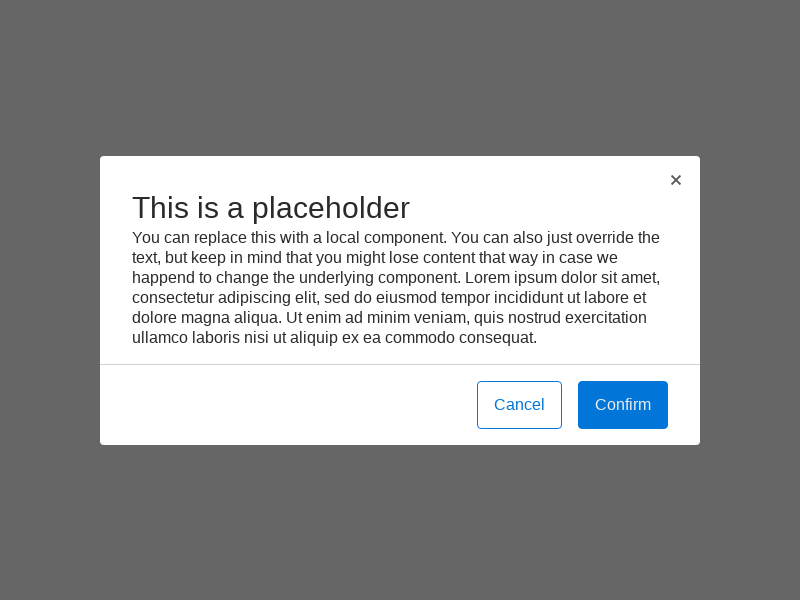 This is a placeholder
You can replace this with a local component. You can also just override the
text, but keep in mind that you might lose content that way in case we
happend to change the underlying component. Lorem ipsum dolor sit amet,
consectetur adipiscing elit, sed do eiusmod tempor incididunt ut labore et
dolore magna aliqua. Ut enim ad minim veniam, quis nostrud exercitation
ullamco laboris nisi ut aliquip ex ea commodo consequat.
Cancel Confirm